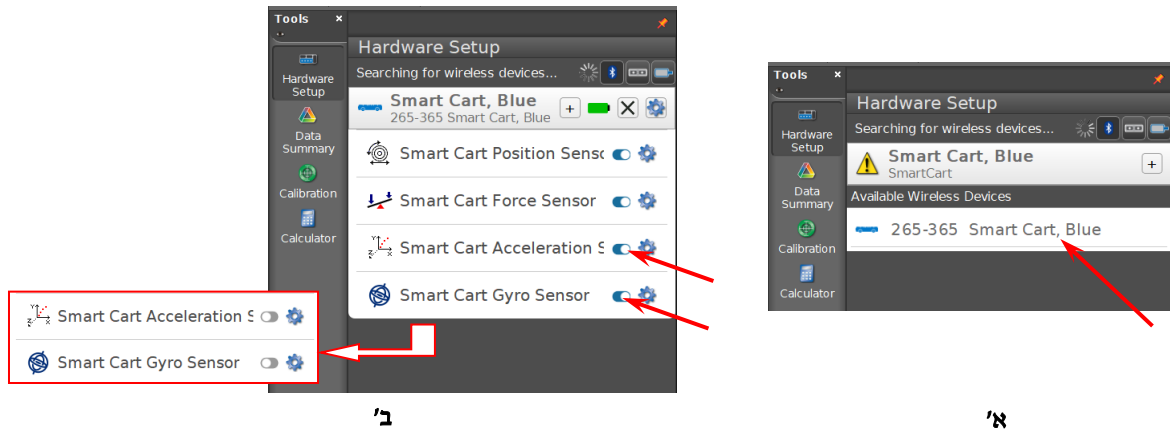 Tools ×
Hardware Setup
Searching for wireless devices...
Smart Cart, Blue
SmartCart
+
Available Wireless Devices
265-365 Smart Cart, Blue
Hardware
Setup
Data
Summary
Calibration
Calculator
א'
Tools ×
Hardware Setup
Searching for wireless devices...
Smart Cart, Blue
265-365 Smart Cart, Blue
+
Smart Cart Position Senso
Smart Cart Force Sensor
Smart Cart Acceleration S
Smart Cart Gyro Sensor
Hardware
Setup
Data
Summary
Calibration
Calculator
Smart Cart Acceleration S
Smart Cart Gyro Sensor
ב'